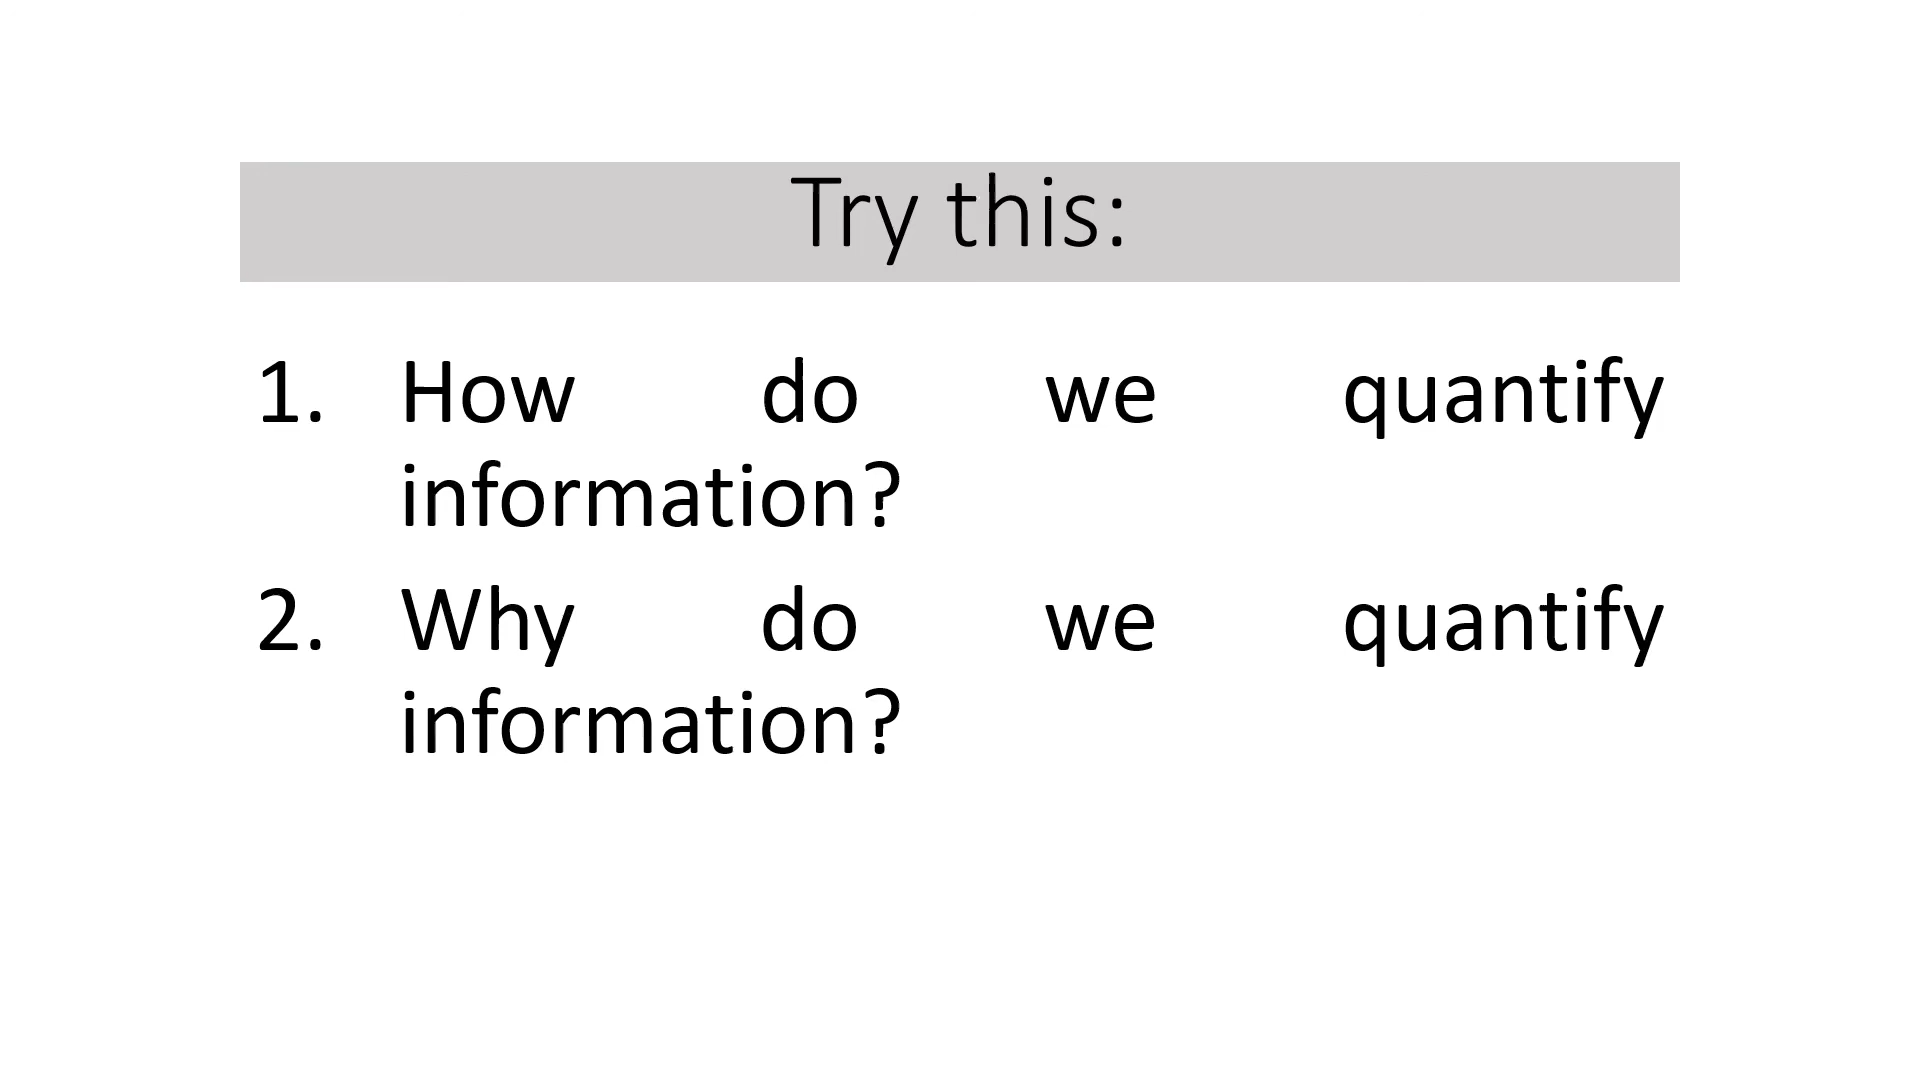 Try this:
1. How do we quantify
information?
2. Why do we quantify
information?